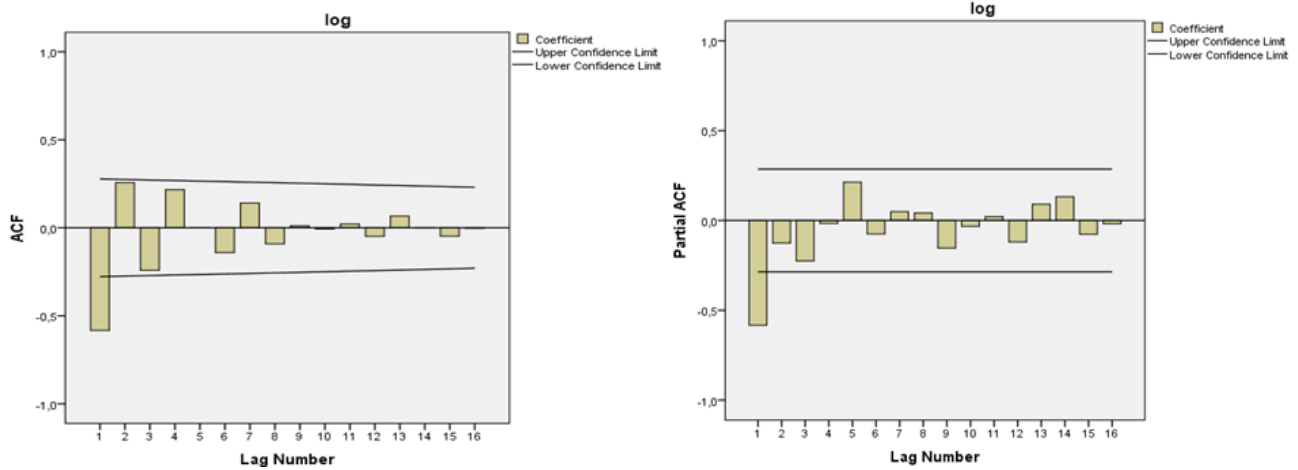 log
Coefficient
Upper Confidence Limit
Lower Confidence Limit
1,0
0,5
0,0
-0,5
-1,0
ACF
1 2 3 4 5 6 7 8 9 10 11 12 13 14 15 16
Lag Number
log
Coefficient
Upper Confidence Limit
Lower Confidence Limit
1,0
0,5
0,0
-0,5
-1,0
Partial ACF
1 2 3 4 5 6 7 8 9 10 11 12 13 14 15 16
Lag Number